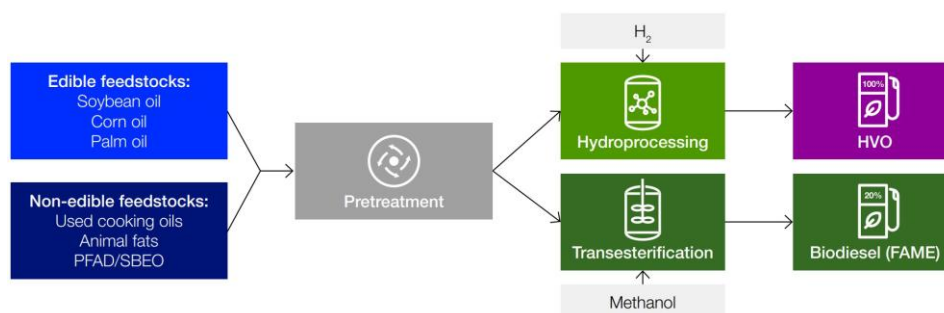 Edible feedstocks:
Soybean oil
Corn oil
Palm oil
Non-edible feedstocks:
Used cooking oils
Animal fats
PFAD/SBEO
Pretreatment
H₂
Hydroprocessing
100%
HVO
Transesterification
Methanol
20%
Biodiesel (FAME)